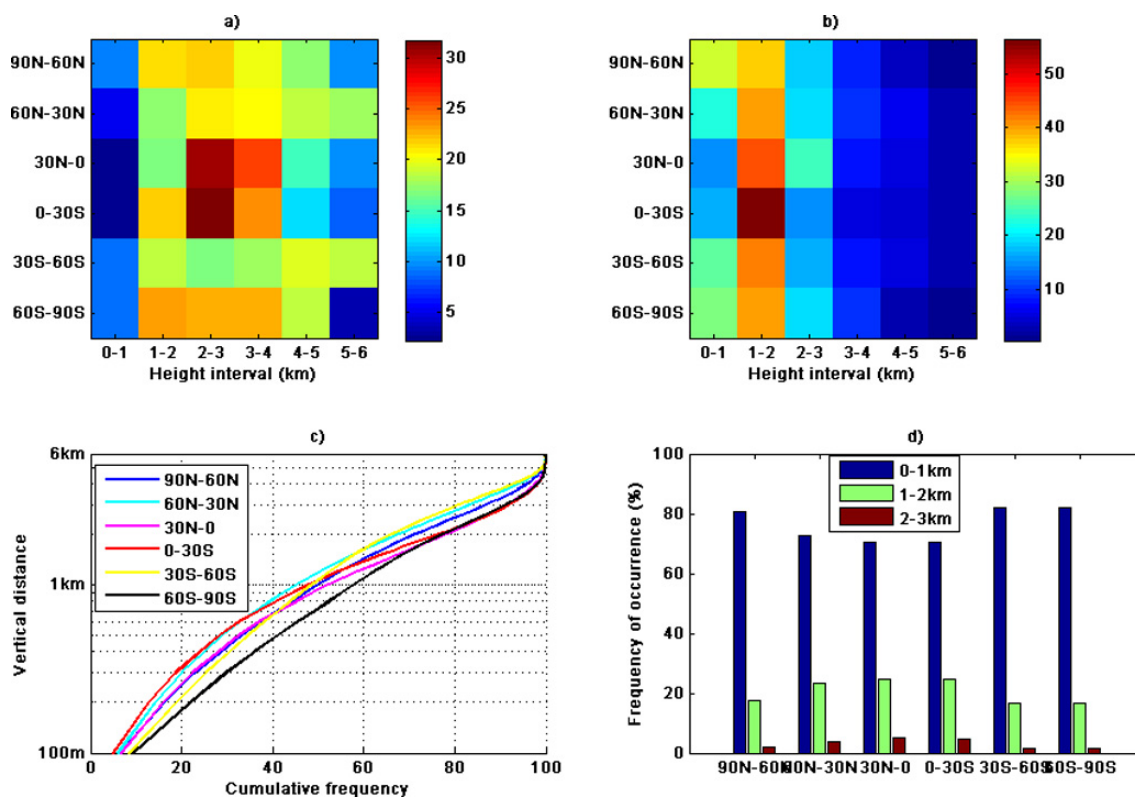 a)
90N-60N
60N-30N
30N-0
0-30S
30S-60S
60S-90S
0-1 1-2 2-3 3-4 4-5 5-6
Height interval (km)
30
25
20
15
10
5
b)
90N-60N
60N-30N
30N-0
0-30S
30S-60S
60S-90S
0-1 1-2 2-3 3-4 4-5 5-6
Height interval (km)
50
40
30
20
10
c)
6km
1km
100m
Vertical distance
90N-60N
60N-30N
30N-0
0-30S
30S-60S
60S-90S
0 20 40 60 80 100
Cumulative frequency
d)
100
80
60
40
20
0
Frequency of occurrence (%)
0-1km
1-2km
2-3km
90N-60N 60N-30N 30N-0 0-30S 30S-60S 60S-90S